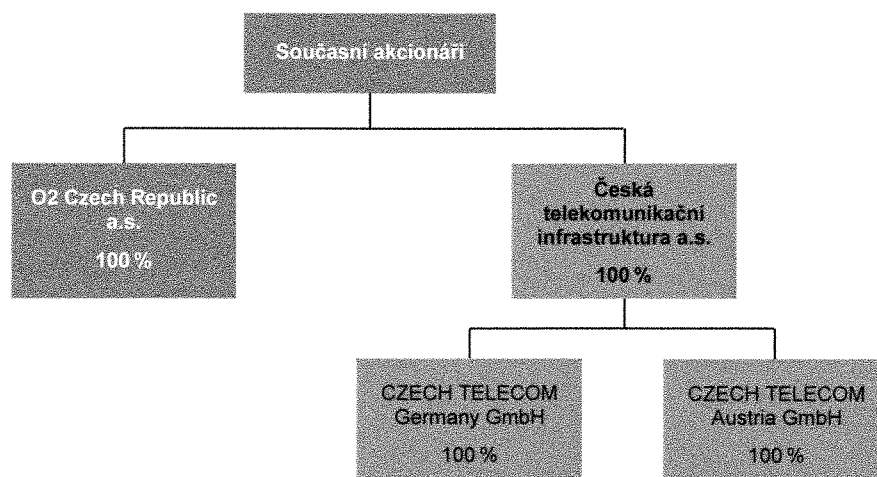 Současní akcionáři
O2 Czech Republic
a.s.
100 %
Česká
telekomunikační
infrastruktura a.s.
100 %
CZECH TELECOM
Germany GmbH
100 %
CZECH TELECOM
Austria GmbH
100 %